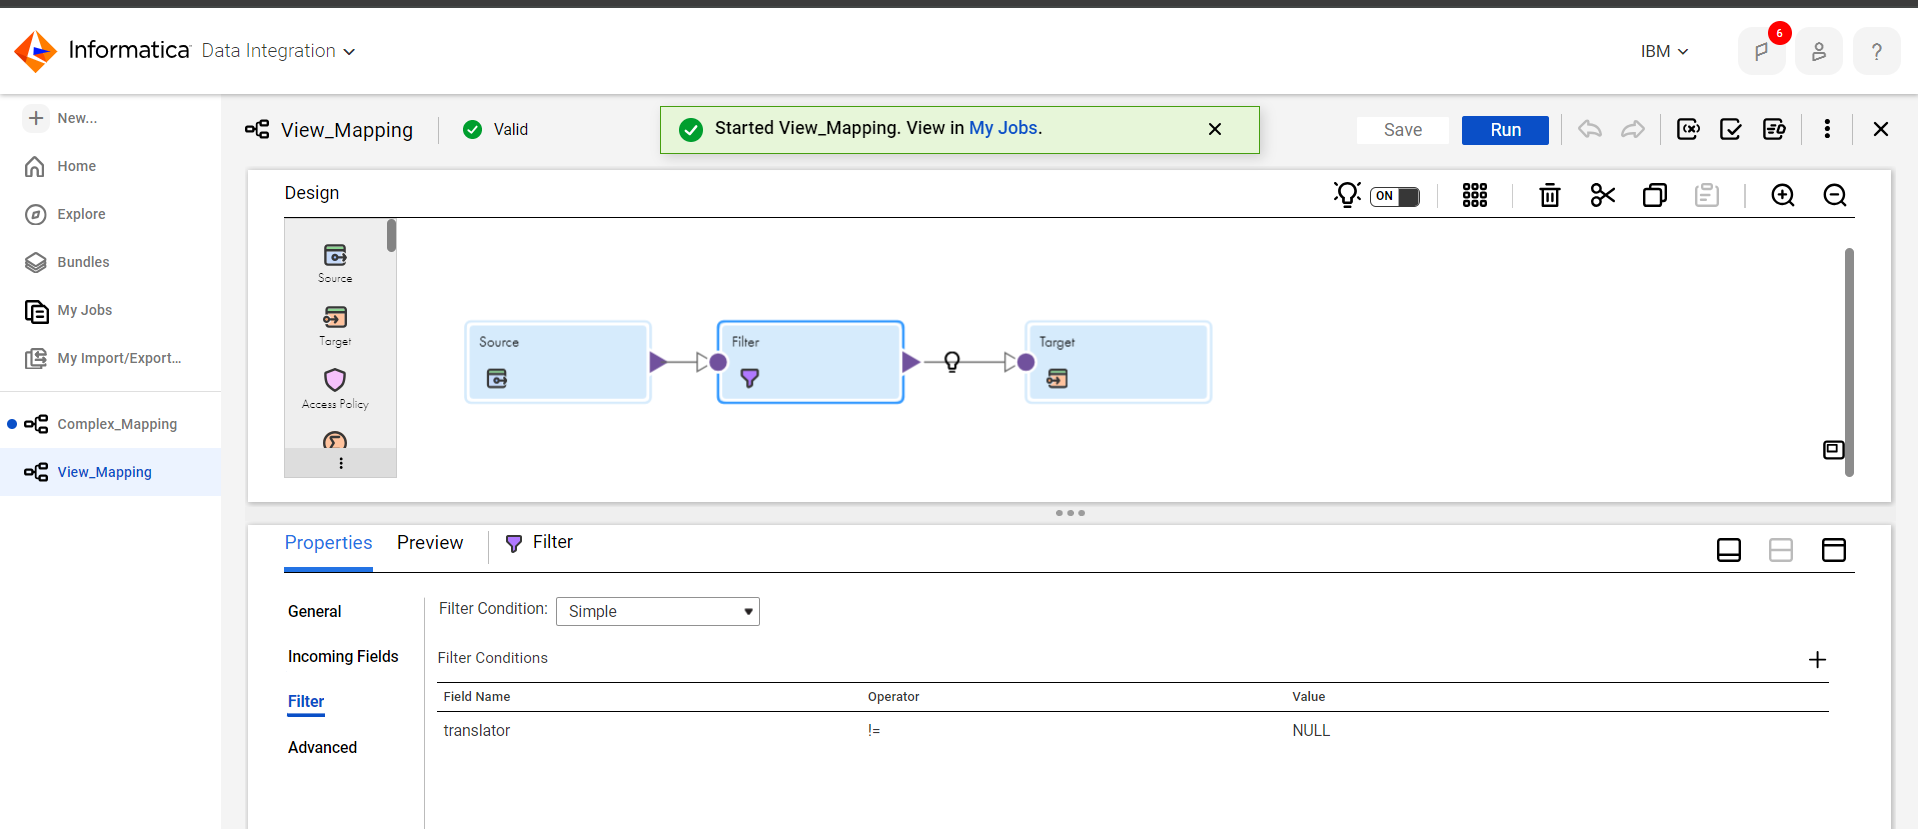 Informatica Data Integration
IBM
6
?
New...
Home
Explore
Bundles
My Jobs
My Import/Export...
Complex_Mapping
View_Mapping
View_Mapping
Valid
Started View_Mapping. View in My Jobs.
Save
Run
Design
ON
Source
Target
Access Policy
Source
Filter
Target
Properties
Preview
Filter
General
Incoming Fields
Filter
Advanced
Filter Condition: Simple
Filter Conditions
Field Name Operator Value
translator != NULL